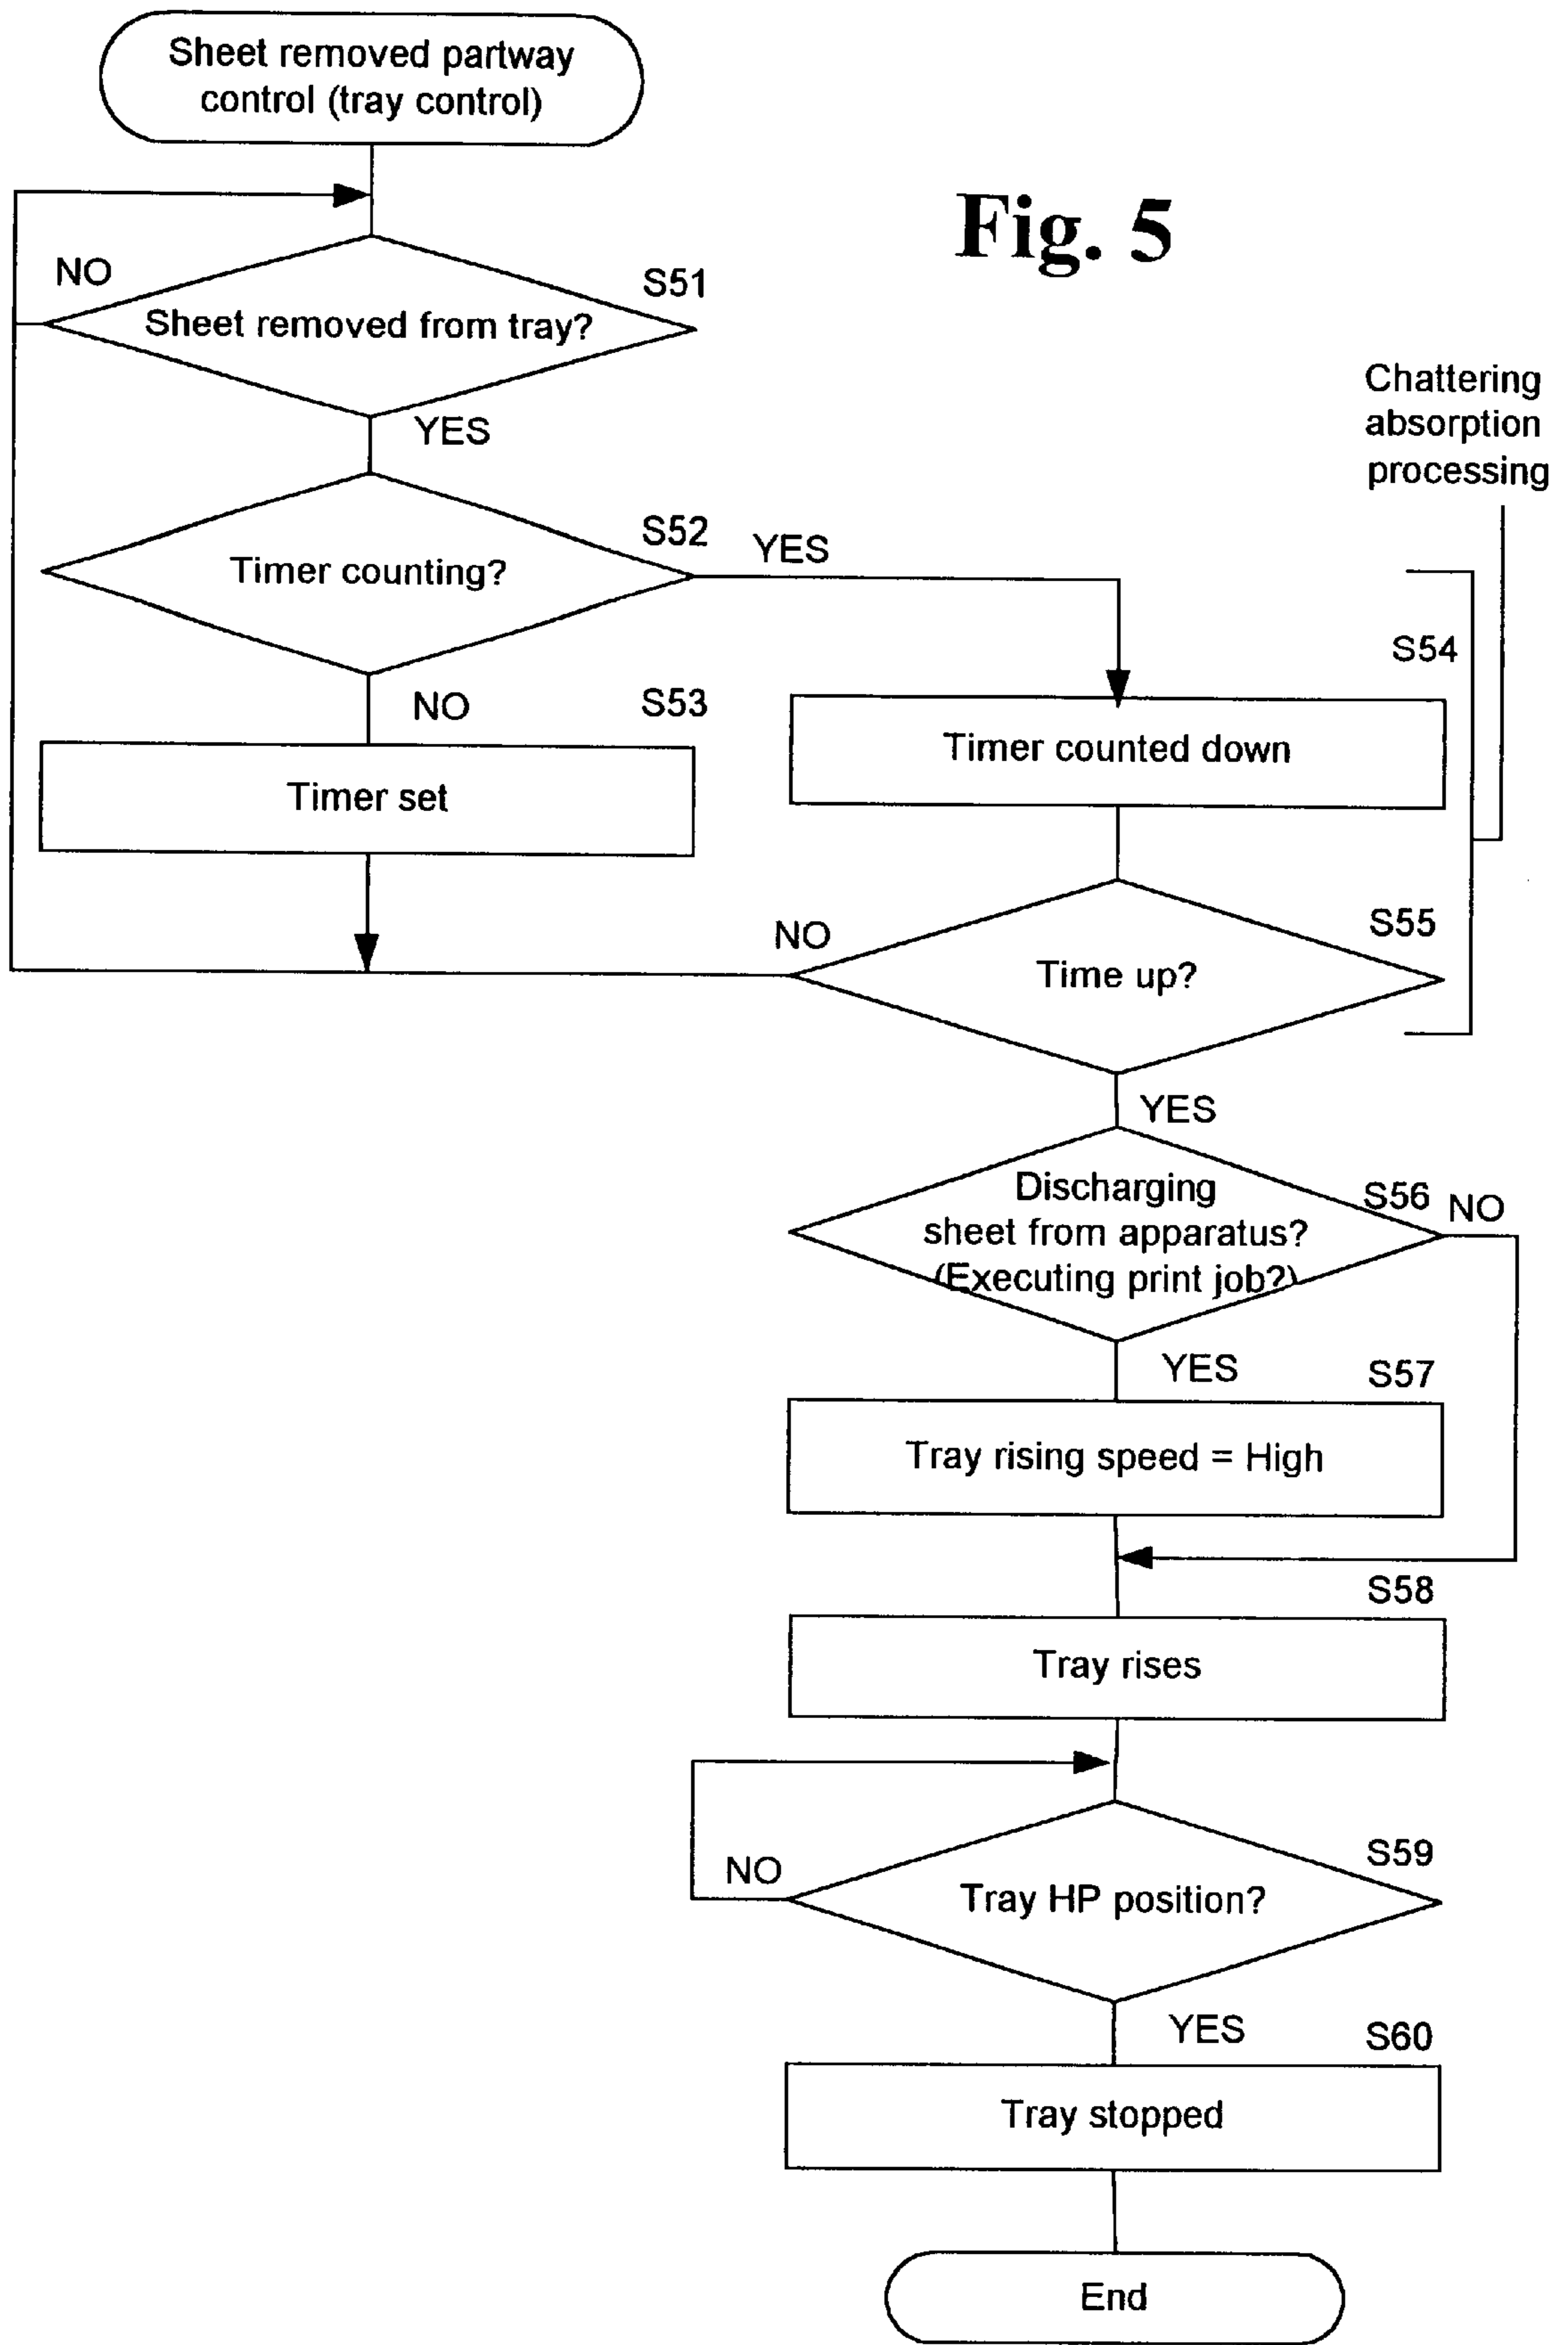 Sheet removed partway
control (tray control)
Fig. 5
NO
S51
Sheet removed from tray?
YES
Chattering
absorption
processing
S52
YES
Timer counting?
S54
NO
S53
Timer counted down
Timer set
NO
S55
Time up?
YES
Discharging
sheet from apparatus?
(Executing print job?)
S56
NO
YES
S57
Tray rising speed = High
S58
Tray rises
NO
S59
Tray HP position?
YES
S60
Tray stopped
End